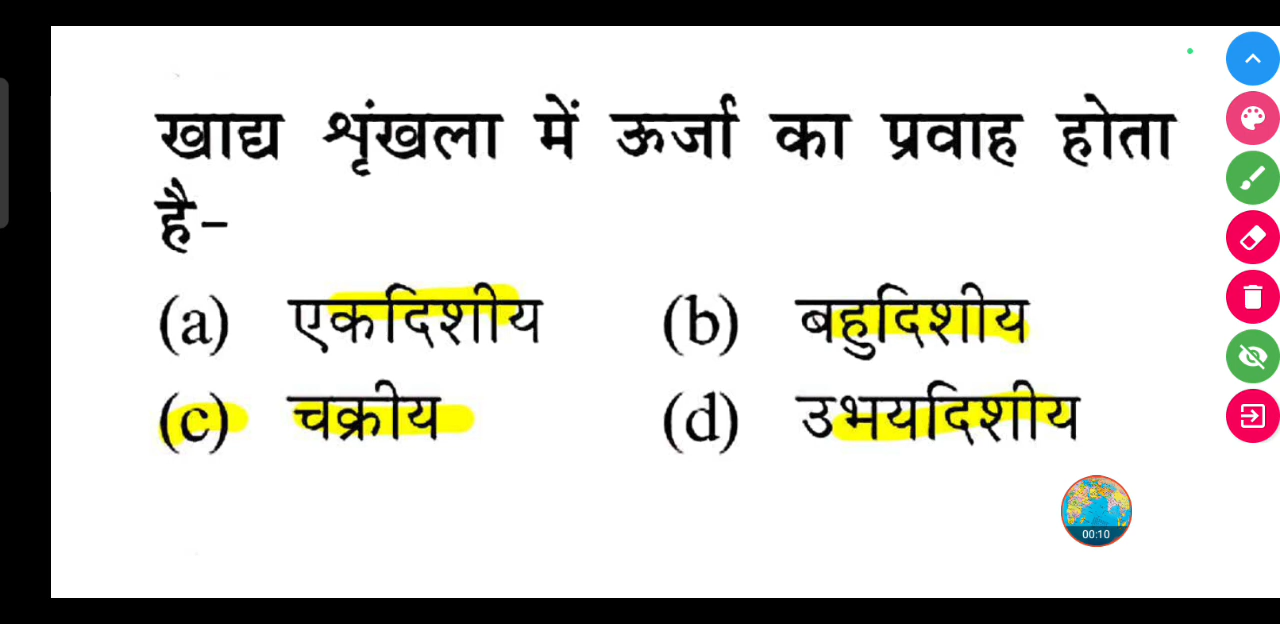 खाद्य शृंखला में ऊर्जा का प्रवाह होता
है–
(a) एकदिशीय (b) बहुदिशीय
(c) चक्रीय (d) उभयदिशीय
00:10